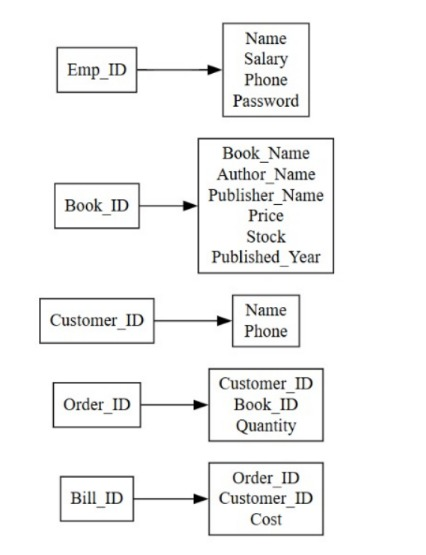 Emp_ID
Name
Salary
Phone
Password
Book_ID
Book_Name
Author_Name
Publisher_Name
Price
Stock
Published_Year
Customer_ID
Name
Phone
Order_ID
Customer_ID
Book_ID
Quantity
Bill_ID
Order_ID
Customer_ID
Cost